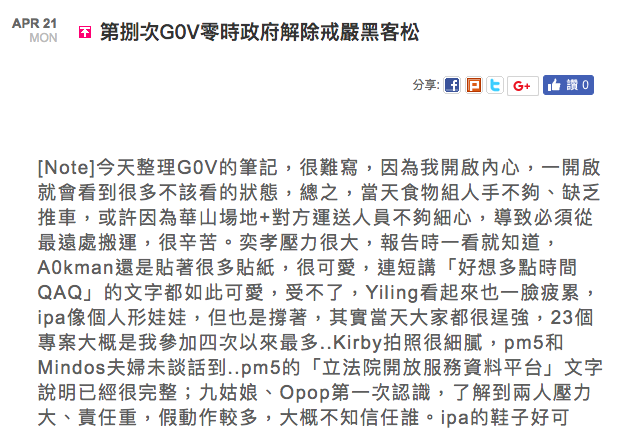 APR 21
MON
第捌次G0V零時政府解除戒嚴黑客松
分享:
讚 0
[Note]今天整理G0V的筆記，很難寫，因為我開啟內心，一開啟
就會看到很多不該看的狀態，總之，當天食物組人手不夠、缺乏
推車，或許因為華山場地+對方運送人員不夠細心，導致必須從
最遠處搬運，很辛苦。奕孝壓力很大，報告時一看就知道，
A0kman還是貼著很多貼紙，很可愛，連短講「好想多點時間
QAQ」的文字都如此可愛，受不了，Yiling看起來也一臉疲累，
ipa像個人形娃娃，但也是撐著，其實當天大家都很逞強，23個
專案大概是我參加四次以來最多..Kirby拍照很細膩，pm5和
Mindos夫婦未談話到..pm5的「立法院開放服務資料平台」文字
說明已經很完整；九姑娘、Opop第一次認識，了解到兩人壓力
大、責任重，假動作較多，大概不知信任誰。ipa的鞋子好可